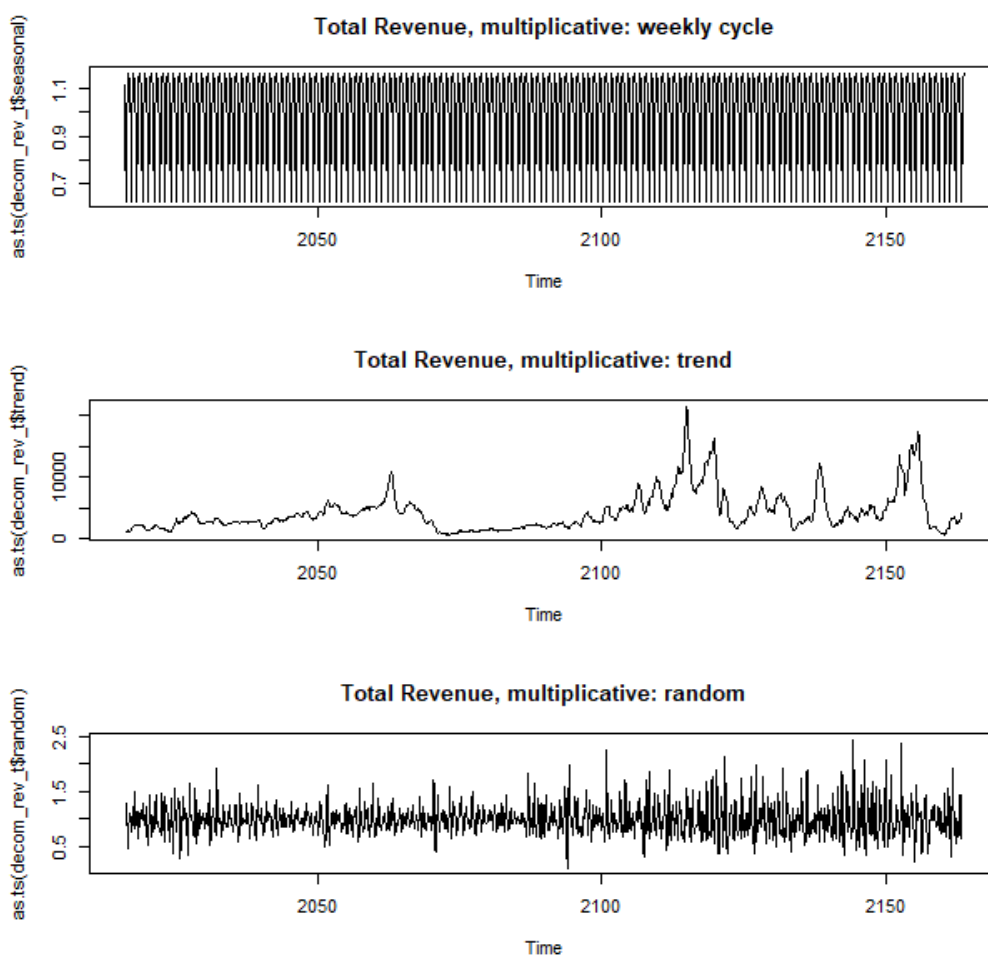 Total Revenue, multiplicative: weekly cycle
as.ts(decom_rev_t$seasonal)
1.1
0.9
0.7
2050 2100 2150
Time
Total Revenue, multiplicative: trend
as.ts(decom_rev_t$trend)
10000
0
2050 2100 2150
Time
Total Revenue, multiplicative: random
as.ts(decom_rev_t$random)
2.5
1.5
0.5
2050 2100 2150
Time